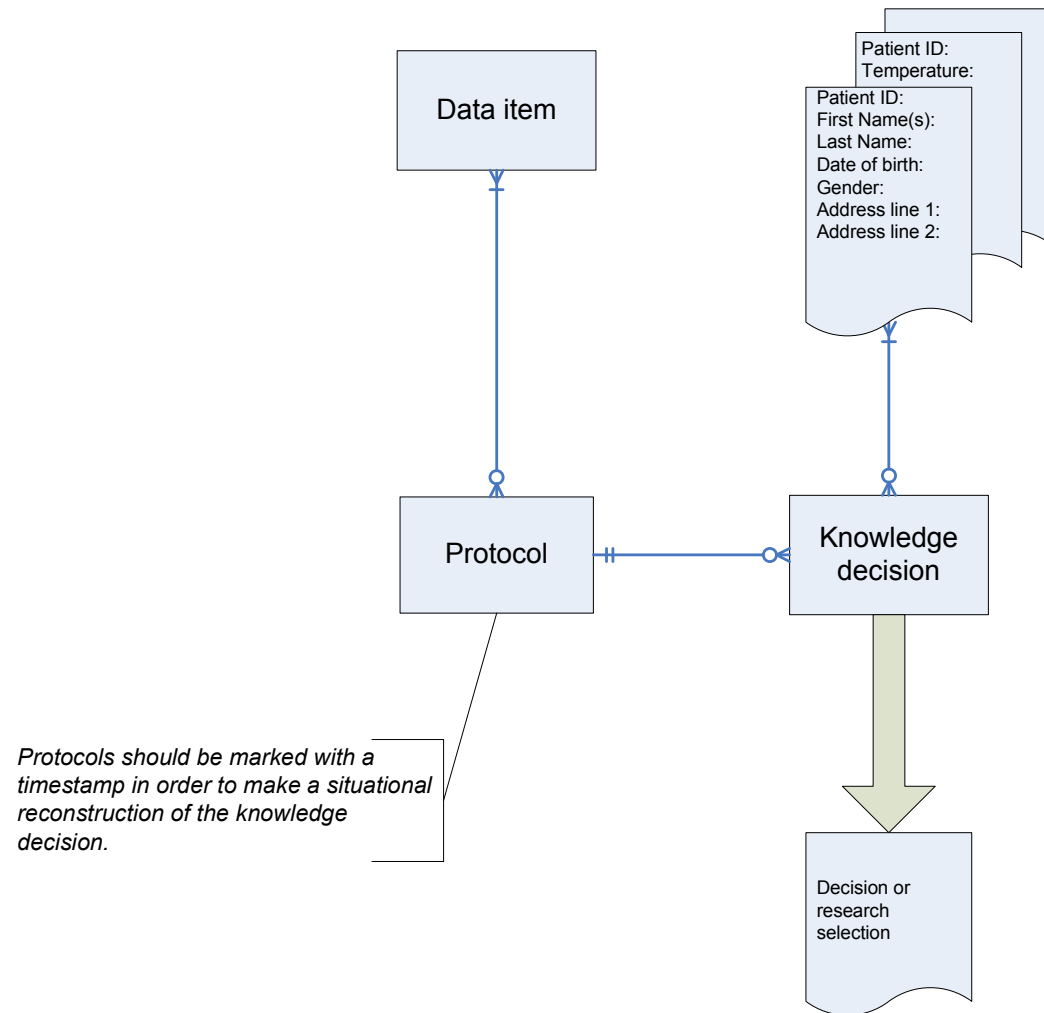 Patient ID:
Temperature:
Data item
Patient ID:
First Name(s):
Last Name:
Date of birth:
Gender:
Address line 1:
Address line 2:
Protocol
Knowledge
decision
Protocols should be marked with a
timestamp in order to make a situational
reconstruction of the knowledge
decision.
Decision or
research
selection